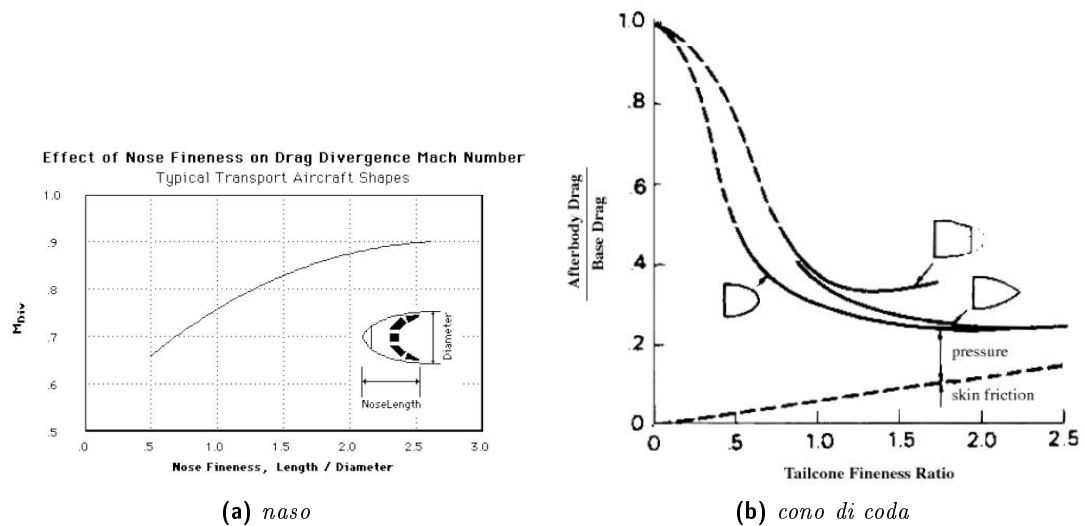 Effect of Nose Fineness on Drag Divergence Mach Number
Typical Transport Aircraft Shapes
1.0
.9
.8
.7
.6
.5
MDiv
.0
.5
1.0
1.5
2.0
2.5
3.0
Nose Fineness, Length / Diameter
NoseLength
Diameter
(a) naso
1.0
.8
.6
.4
.2
0
Afterbody Drag
Base Drag
pressure
skin friction
0
.5
1.0
1.5
2.0
2.5
Tailcone Fineness Ratio
(b) cono di coda